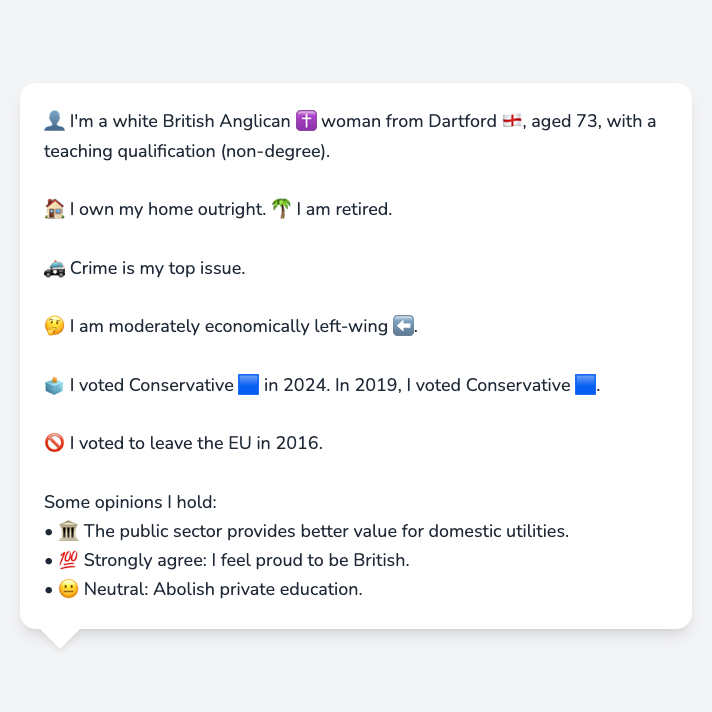 👤 I'm a white British Anglican ✝️ woman from Dartford 🏴󠁧󠁢󠁥󠁮󠁧󠁿, aged 73, with a
teaching qualification (non-degree).
🏠 I own my home outright. 🌴 I am retired.
🚓 Crime is my top issue.
🤔 I am moderately economically left-wing ⬅️.
🗳️ I voted Conservative 🟦 in 2024. In 2019, I voted Conservative 🟦.
🚫 I voted to leave the EU in 2016.
Some opinions I hold:
• 🏛️ The public sector provides better value for domestic utilities.
• 💯 Strongly agree: I feel proud to be British.
• 😐 Neutral: Abolish private education.